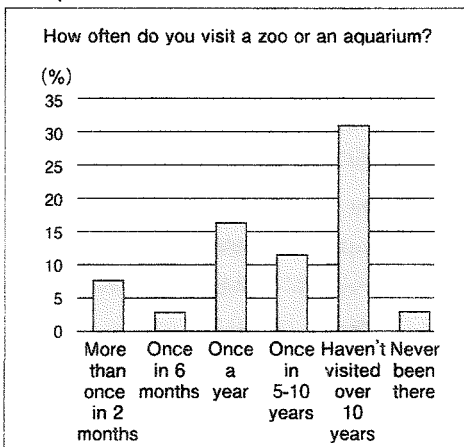 How often do you visit a zoo or an aquarium?
(%)
35
30
25
20
15
10
5
0
More than once in 2 months
Once in 6 months
Once a year
Once in 5-10 years
Haven't visited over 10 years
Never been there